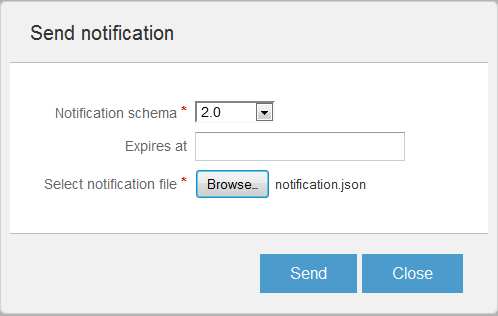 Send notification
Notification schema * 2.0
Expires at
Select notification file * Browse... notification.json
Send Close